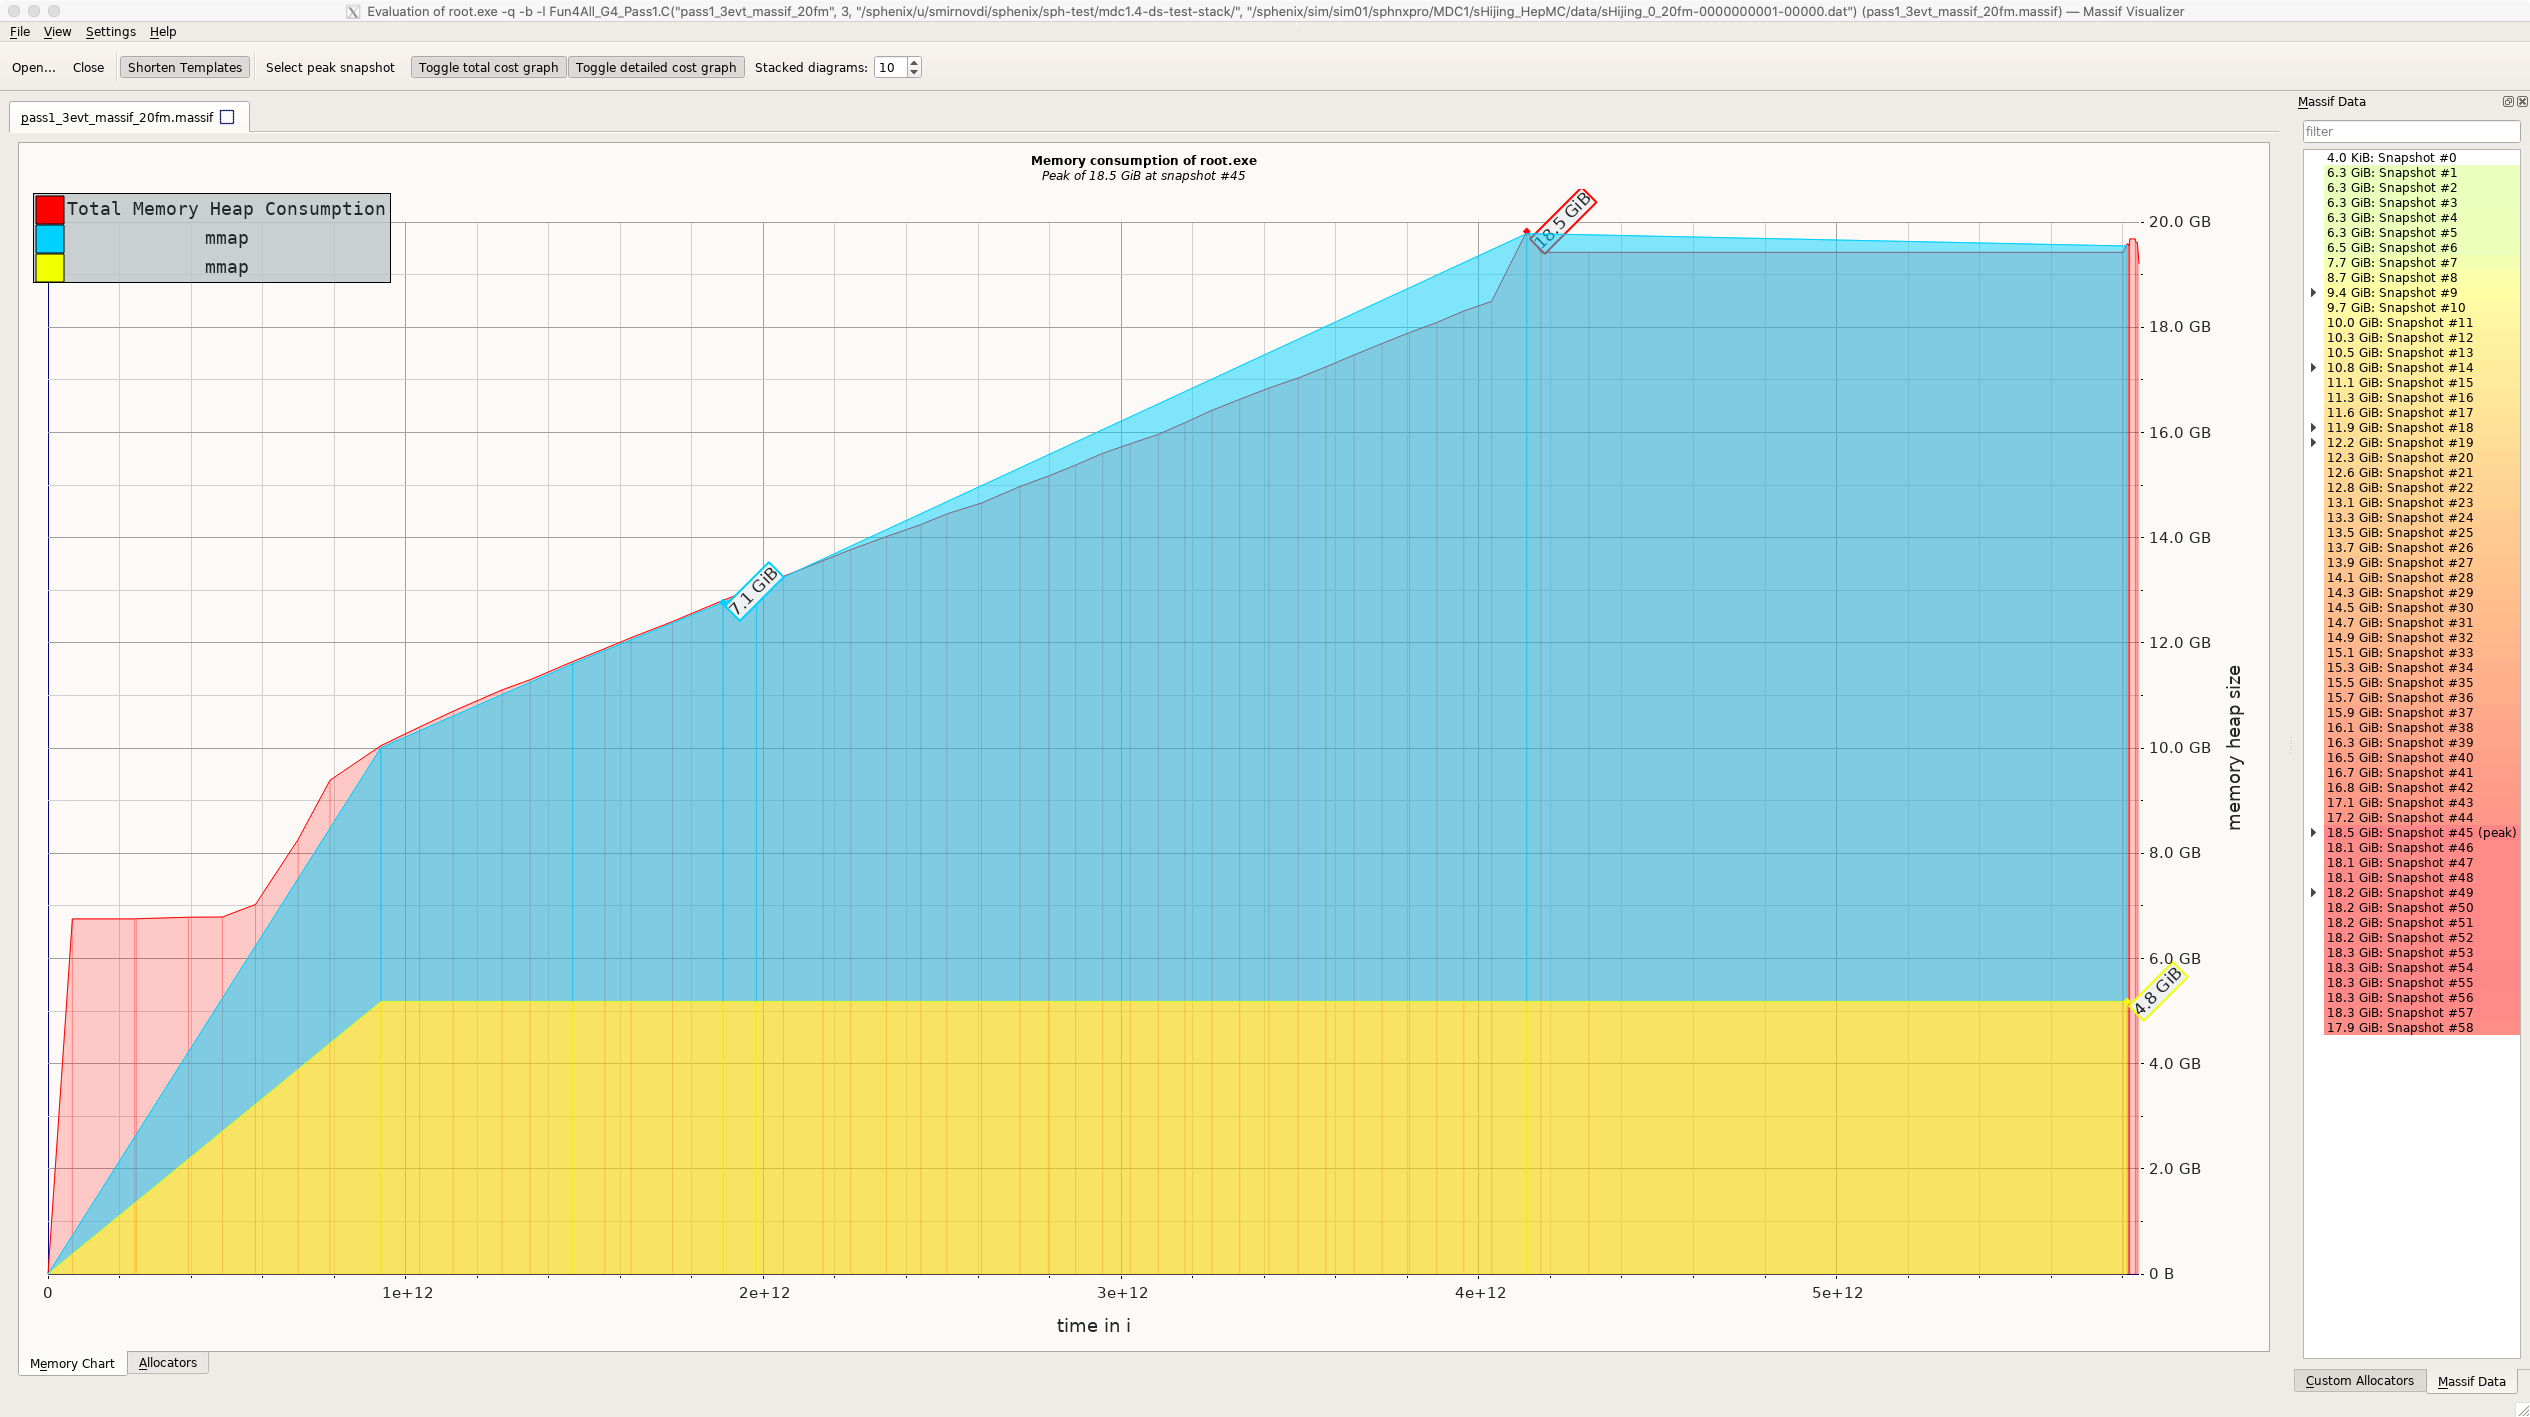 Evaluation of root.exe -q -b -l Fun4All_G4_Pass1.C("pass1_3evt_massif_20fm", 3, "/sphenix/u/smirnovdi/sphenix/sph-test/mdc1.4-ds-test-stack/", "/sphenix/sim/sim01/sphnxpro/MDC1/sHijing_HepMC/data/sHijing_0_20fm-0000000001-00000.dat") (pass1_3evt_massif_20fm.massif) — Massif Visualizer
File View Settings Help
Open... Close Shorten Templates Select peak snapshot Toggle total cost graph Toggle detailed cost graph Stacked diagrams: 10
pass1_3evt_massif_20fm.massif
Memory consumption of root.exe
Peak of 18.5 GiB at snapshot #45
Total Memory Heap Consumption
mmap
mmap
18.5 GiB
7.1 GiB
4.8 GiB
20.0 GB
18.0 GB
16.0 GB
14.0 GB
12.0 GB
10.0 GB
8.0 GB
6.0 GB
4.0 GB
2.0 GB
0 B
memory heap size
0 1e+12 2e+12 3e+12 4e+12 5e+12
time in i
Memory Chart Allocators
Massif Data
filter
4.0 KiB: Snapshot #0
6.3 GiB: Snapshot #1
6.3 GiB: Snapshot #2
6.3 GiB: Snapshot #3
6.3 GiB: Snapshot #4
6.3 GiB: Snapshot #5
6.5 GiB: Snapshot #6
7.7 GiB: Snapshot #7
8.7 GiB: Snapshot #8
9.4 GiB: Snapshot #9
9.7 GiB: Snapshot #10
10.0 GiB: Snapshot #11
10.3 GiB: Snapshot #12
10.5 GiB: Snapshot #13
10.8 GiB: Snapshot #14
11.1 GiB: Snapshot #15
11.3 GiB: Snapshot #16
11.6 GiB: Snapshot #17
11.9 GiB: Snapshot #18
12.2 GiB: Snapshot #19
12.3 GiB: Snapshot #20
12.6 GiB: Snapshot #21
12.8 GiB: Snapshot #22
13.1 GiB: Snapshot #23
13.3 GiB: Snapshot #24
13.5 GiB: Snapshot #25
13.7 GiB: Snapshot #26
13.9 GiB: Snapshot #27
14.1 GiB: Snapshot #28
14.3 GiB: Snapshot #29
14.5 GiB: Snapshot #30
14.7 GiB: Snapshot #31
14.9 GiB: Snapshot #32
15.1 GiB: Snapshot #33
15.3 GiB: Snapshot #34
15.5 GiB: Snapshot #35
15.7 GiB: Snapshot #36
15.9 GiB: Snapshot #37
16.1 GiB: Snapshot #38
16.3 GiB: Snapshot #39
16.5 GiB: Snapshot #40
16.7 GiB: Snapshot #41
16.8 GiB: Snapshot #42
17.1 GiB: Snapshot #43
17.2 GiB: Snapshot #44
18.5 GiB: Snapshot #45 (peak)
18.1 GiB: Snapshot #46
18.1 GiB: Snapshot #47
18.1 GiB: Snapshot #48
18.2 GiB: Snapshot #49
18.2 GiB: Snapshot #50
18.2 GiB: Snapshot #51
18.2 GiB: Snapshot #52
18.3 GiB: Snapshot #53
18.3 GiB: Snapshot #54
18.3 GiB: Snapshot #55
18.3 GiB: Snapshot #56
18.3 GiB: Snapshot #57
17.9 GiB: Snapshot #58
Custom Allocators Massif Data